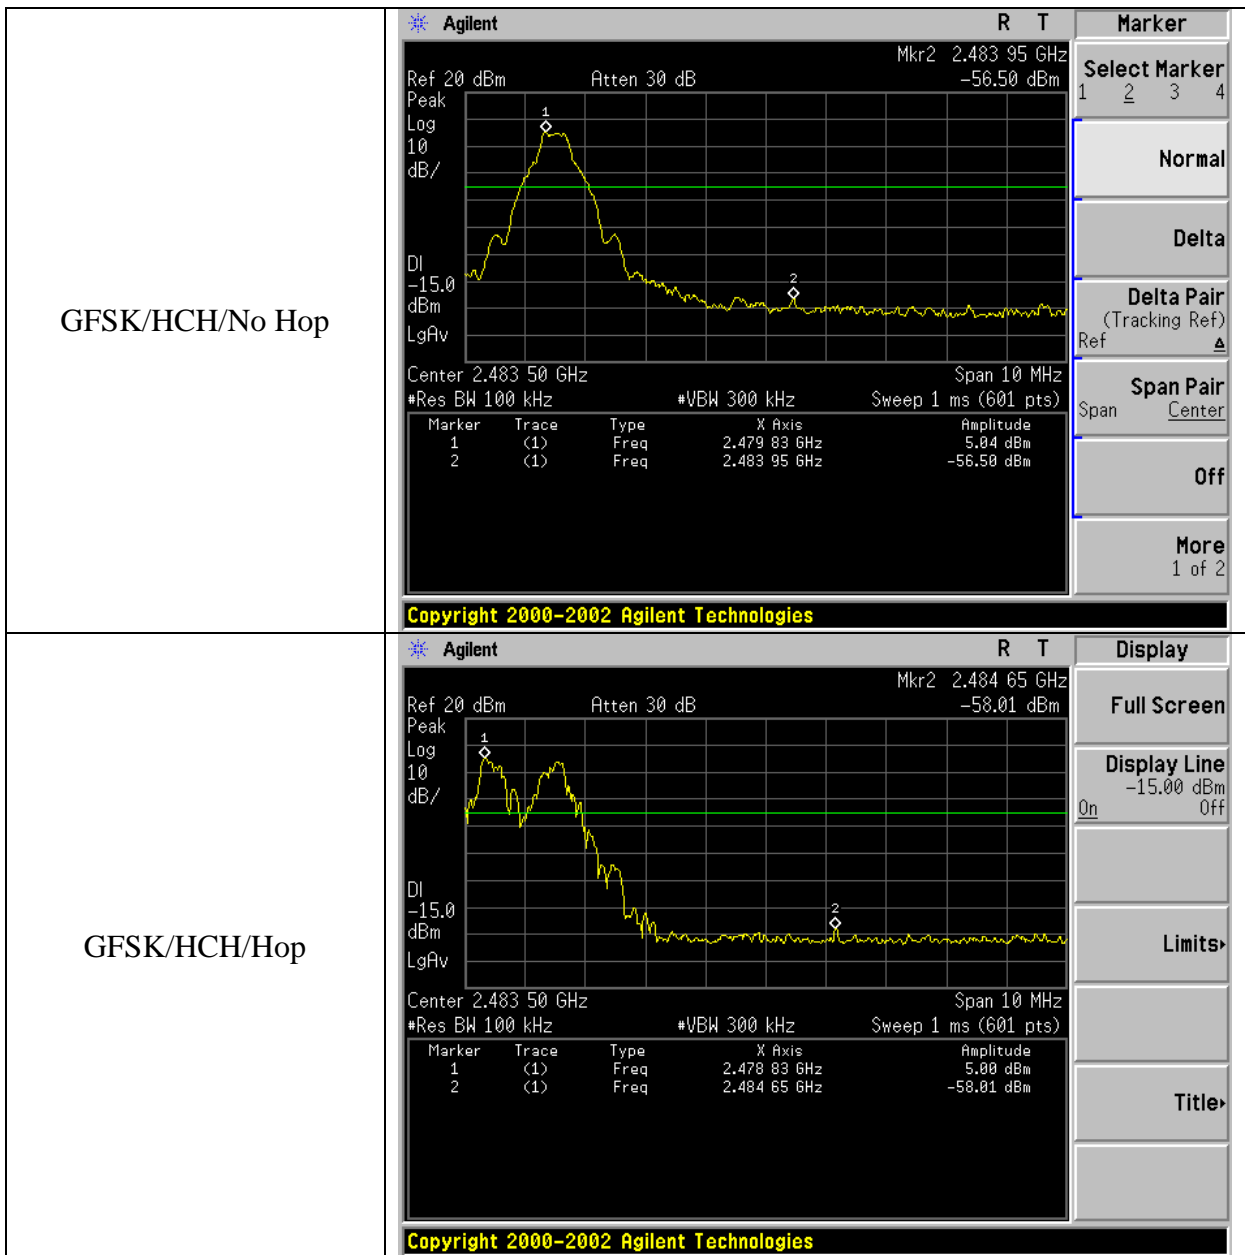 GFSK/HCH/No Hop
Agilent R T
Mkr2 2.483 95 GHz
Ref 20 dBm Atten 30 dB -56.50 dBm
Peak
Log
10
dB/
1
2
DI
-15.0
dBm
LgAv
Center 2.483 50 GHz Span 10 MHz
#Res BW 100 kHz #VBW 300 kHz Sweep 1 ms (601 pts)
Marker Trace Type X Axis Amplitude
1 (1) Freq 2.479 83 GHz 5.04 dBm
2 (1) Freq 2.483 95 GHz -56.50 dBm
Copyright 2000-2002 Agilent Technologies
Marker
Select Marker
1 2 3 4
Normal
Delta
Delta Pair
(Tracking Ref)
Ref Δ
Span Pair
Span Center
Off
More
1 of 2
GFSK/HCH/Hop
Agilent R T
Mkr2 2.484 65 GHz
Ref 20 dBm Atten 30 dB -58.01 dBm
Peak
Log
10
dB/
1
2
DI
-15.0
dBm
LgAv
Center 2.483 50 GHz Span 10 MHz
#Res BW 100 kHz #VBW 300 kHz Sweep 1 ms (601 pts)
Marker Trace Type X Axis Amplitude
1 (1) Freq 2.478 83 GHz 5.00 dBm
2 (1) Freq 2.484 65 GHz -58.01 dBm
Copyright 2000-2002 Agilent Technologies
Display
Full Screen
Display Line
-15.00 dBm
On Off
Limits
Title